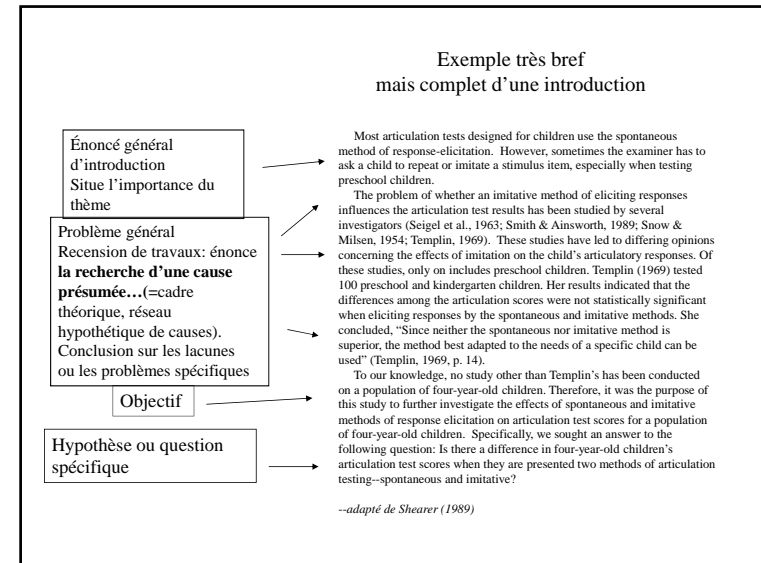 Exemple très bref
mais complet d'une introduction
Énoncé général
d'introduction
Situe l'importance du
thème
Problème général
Recension de travaux: énonce
la recherche d'une cause
présumée…(=cadre
théorique, réseau
hypothétique de causes).
Conclusion sur les lacunes
ou les problèmes spécifiques
Objectif
Hypothèse ou question
spécifique
Most articulation tests designed for children use the spontaneous
method of response-elicitation. However, sometimes the examiner has to
ask a child to repeat or imitate a stimulus item, especially when testing
preschool children.
The problem of whether an imitative method of eliciting responses
influences the articulation test results has been studied by several
investigators (Seigel et al., 1963; Smith & Ainsworth, 1989; Snow &
Milsen, 1954; Templin, 1969). These studies have led to differing opinions
concerning the effects of imitation on the child's articulatory responses. Of
these studies, only on includes preschool children. Templin (1969) tested
100 preschool and kindergarten children. Her results indicated that the
differences among the articulation scores were not statistically significant
when eliciting responses by the spontaneous and imitative methods. She
concluded, "Since neither the spontaneous nor imitative method is
superior, the method best adapted to the needs of a specific child can be
used" (Templin, 1969, p. 14).
To our knowledge, no study other than Templin's has been conducted
on a population of four-year-old children. Therefore, it was the purpose of
this study to further investigate the effects of spontaneous and imitative
methods of response elicitation on articulation test scores for a population
of four-year-old children. Specifically, we sought an answer to the
following question: Is there a difference in four-year-old children's
articulation test scores when they are presented two methods of articulation
testing--spontaneous and imitative?
--adapté de Shearer (1989)